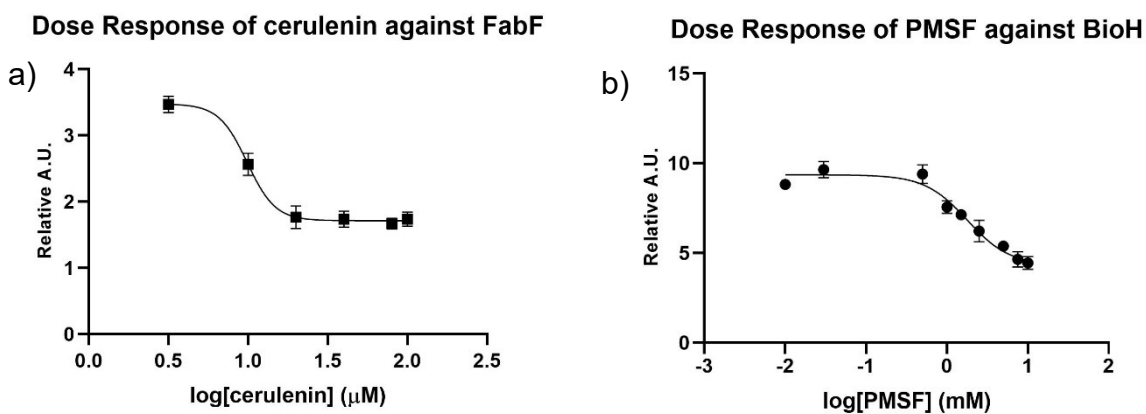 Dose Response of cerulenin against FabF
a)
4
3
2
1
0
Relative A.U.
0.0 0.5 1.0 1.5 2.0 2.5
log[cerulenin] (μM)
Dose Response of PMSF against BioH
b)
15
10
5
0
Relative A.U.
-3 -2 -1 0 1 2
log[PMSF] (mM)